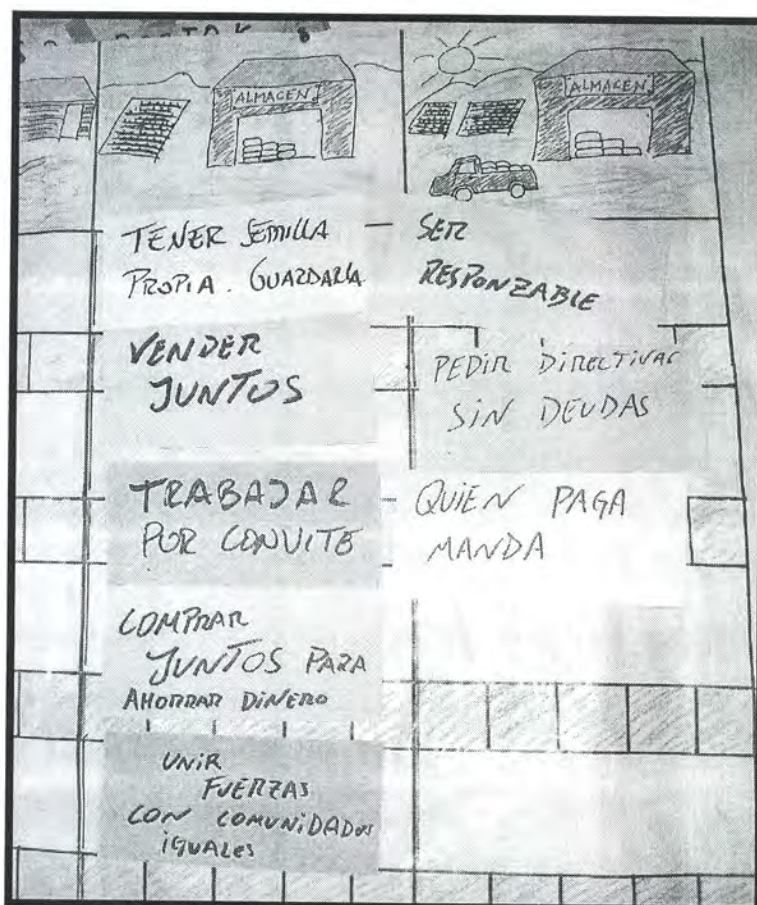 ALMACEN
ALMACEN
TENER SEMILLA
PROPIA. GUARDARLA
VENDER
JUNTOS
TRABAJAR
POR CONVITE
COMPRAR
JUNTOS PARA
AHORRAR DINERO
UNIR
FUERZAS
CON COMUNIDADES
IGUALES
SER
RESPONZABLE
PEDIR DIRECTIVAS
SIN DEUDAS
QUIEN PAGA
MANDA